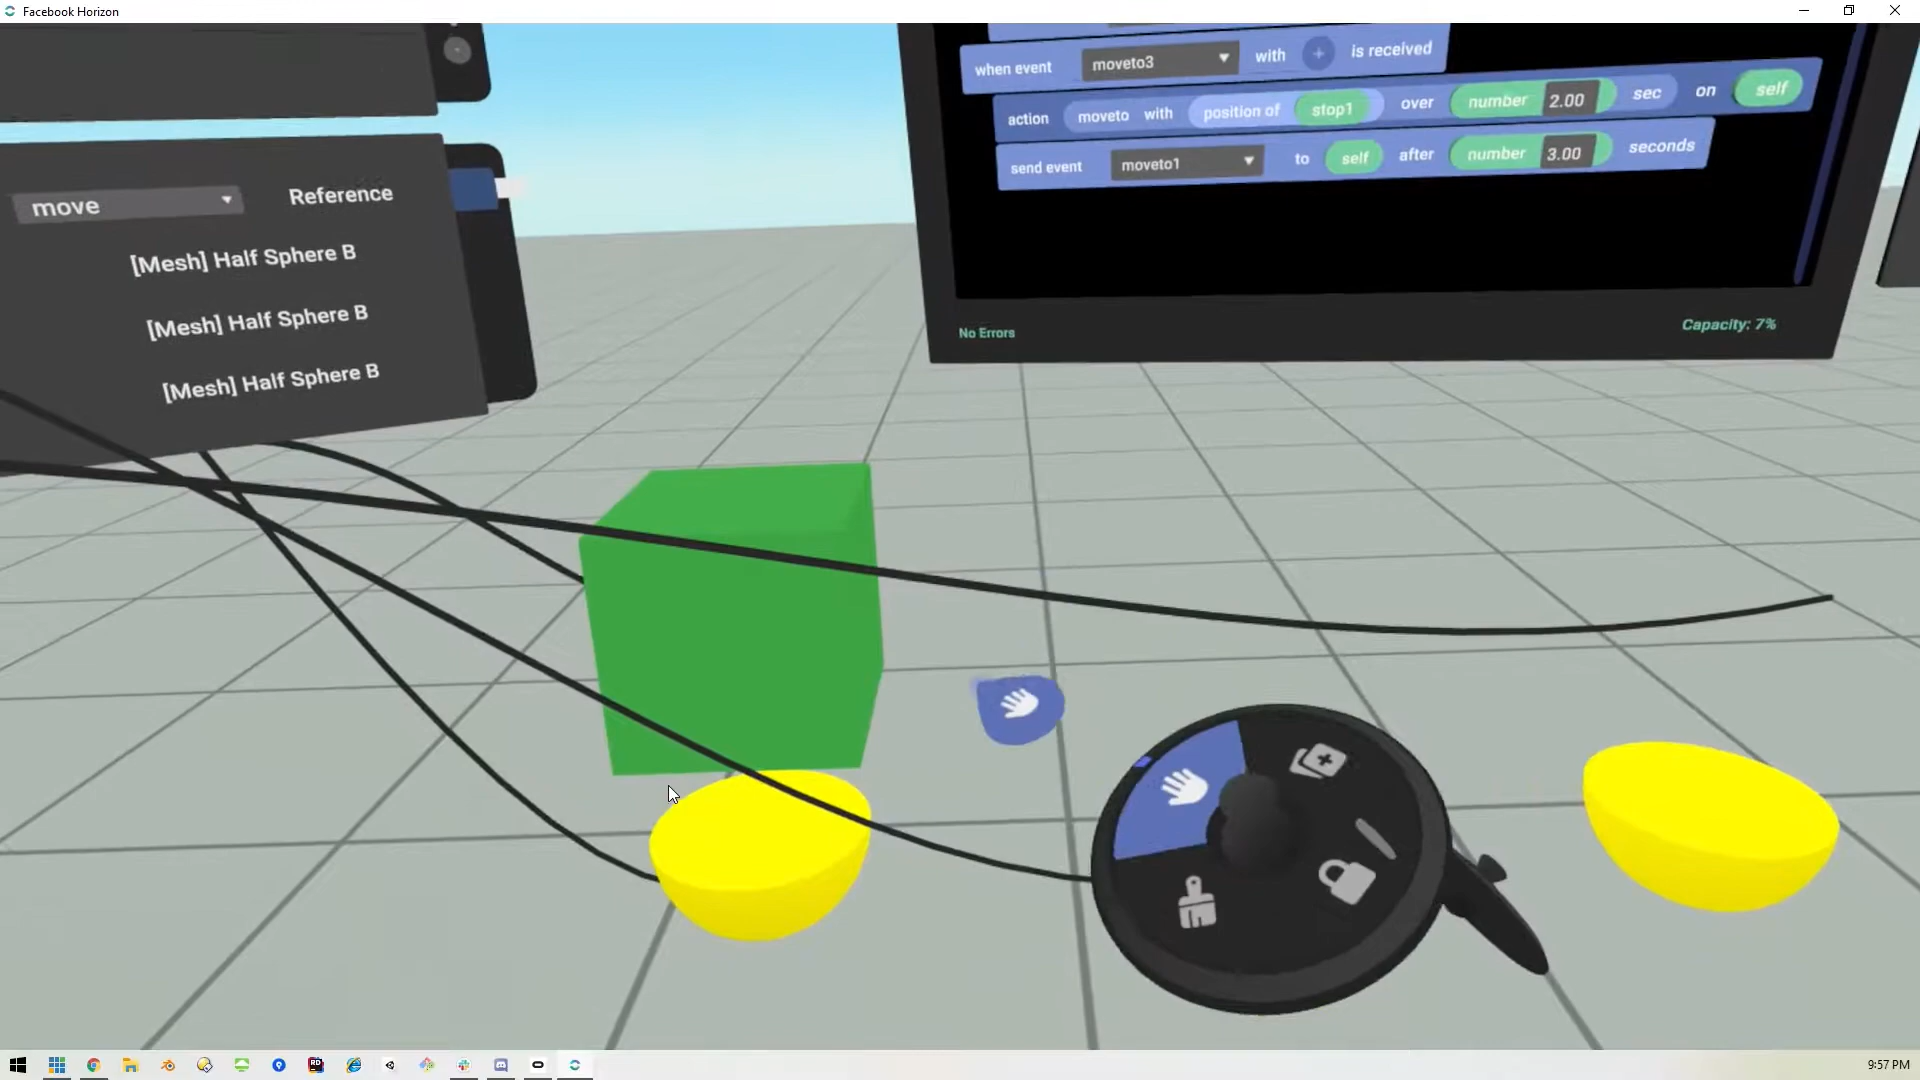 Facebook Horizon
when event moveto3 with + is received
action moveto with position of stop1 over number 2.00 sec on self
send event moveto1 to self after number 3.00 seconds
No Errors
Capacity: 7%
move Reference
[Mesh] Half Sphere B
[Mesh] Half Sphere B
[Mesh] Half Sphere B
RD
9:57 PM